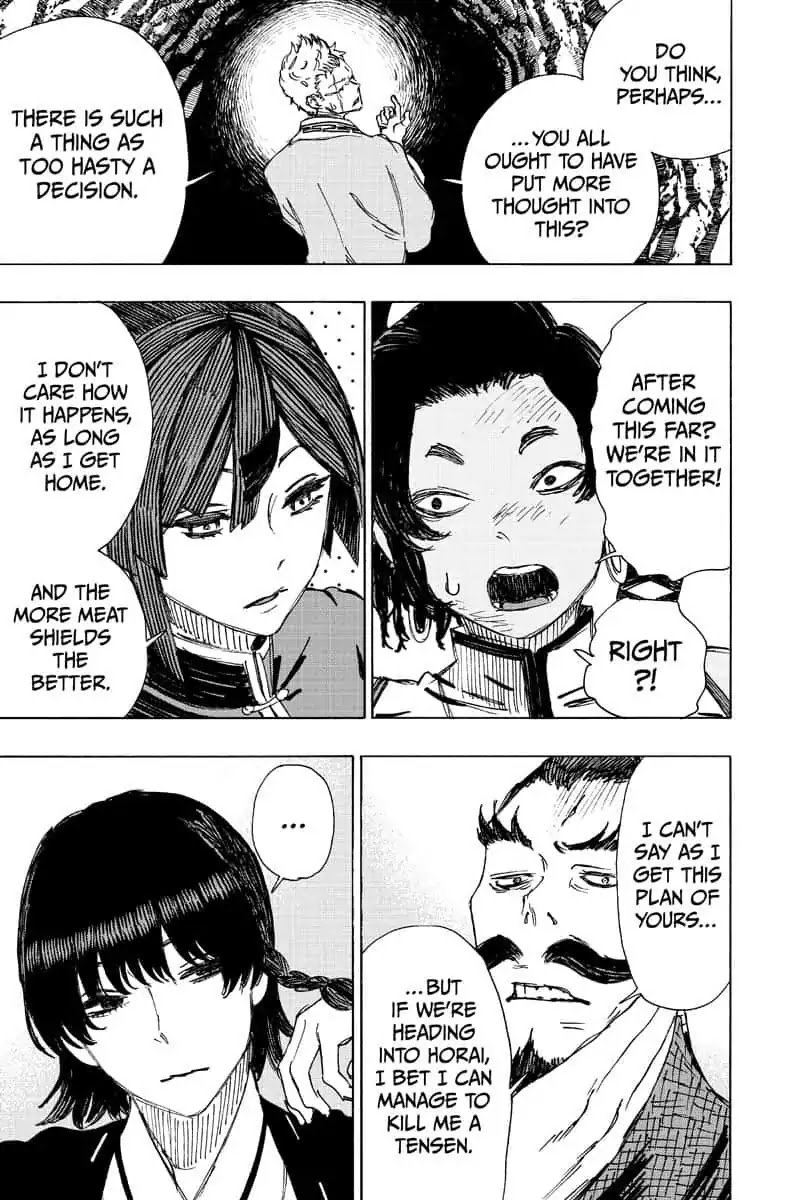 DO
YOU THINK,
PERHAPS...
...YOU ALL
OUGHT TO HAVE
PUT MORE
THOUGHT INTO
THIS?
THERE IS SUCH
A THING AS
TOO HASTY A
DECISION.
AFTER
COMING
THIS FAR?
WE'RE IN IT
TOGETHER!
RIGHT
?!
I DON'T
CARE HOW
IT HAPPENS,
AS LONG
AS I GET
HOME.
AND THE
MORE MEAT
SHIELDS
THE
BETTER.
I CAN'T
SAY AS I
GET THIS
PLAN OF
YOURS...
...BUT
IF WE'RE
HEADING
INTO HORAI,
I BET I CAN
MANAGE TO
KILL ME A
TENSEN.
...